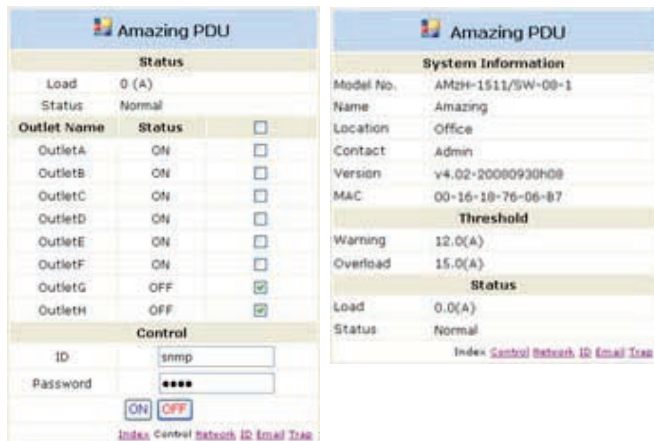 Amazing PDU
Status
Load 0 (A)
Status Normal
Outlet Name Status
OutletA ON
OutletB ON
OutletC ON
OutletD ON
OutletE ON
OutletF ON
OutletG OFF
OutletH OFF
Control
ID snmp
Password ••••
ON OFF
Index Control Network ID Email Trap
Amazing PDU
System Information
Model No. AMzH-1511/SW-08-1
Name Amazing
Location Office
Contact Admin
Version v4.02-20080930h08
MAC 00-16-18-76-06-B7
Threshold
Warning 12.0(A)
Overload 15.0(A)
Status
Load 0.0(A)
Status Normal
Index Control Network ID Email Trap